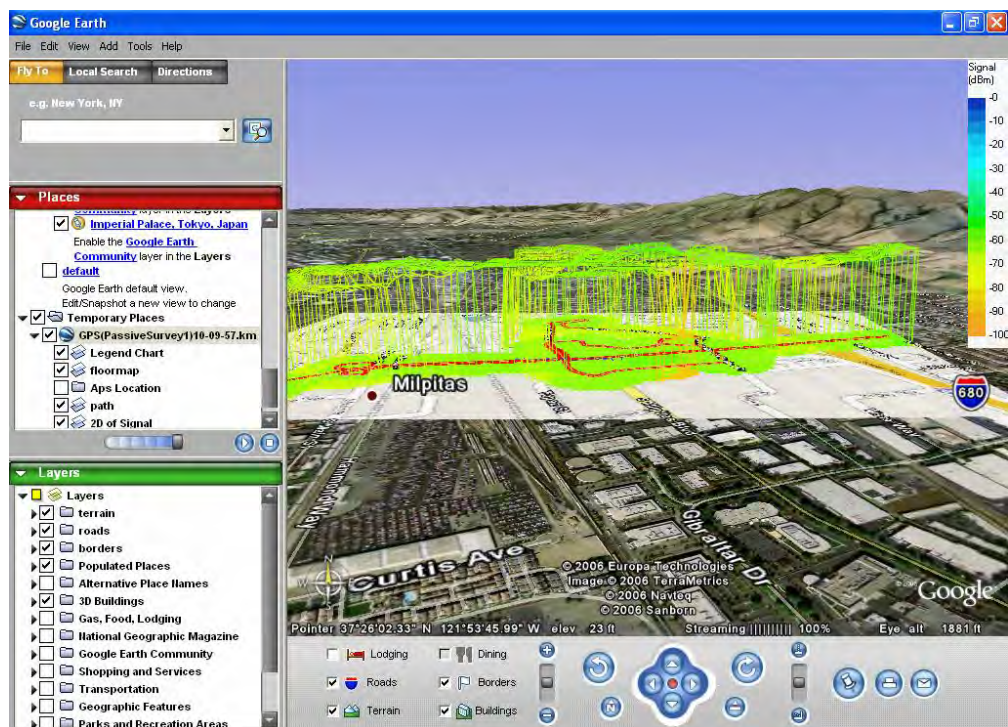 Google Earth
File Edit View Add Tools Help
Fly To Local Search Directions
e.g. New York, NY
Places
Community layer in the Layers
Imperial Palace, Tokyo, Japan
Enable the Google Earth
Community layer in the Layers
default
Google Earth default view.
Edit/Snapshot a new view to change
Temporary Places
GPS(PassiveSurvey1)10-09-57.km
Legend Chart
floormap
Aps Location
path
2D of Signal
Layers
Layers
terrain
roads
borders
Populated Places
Alternative Place Names
3D Buildings
Gas, Food, Lodging
National Geographic Magazine
Google Earth Community
Shopping and Services
Transportation
Geographic Features
Parks and Recreation Areas
Signal
(dBm)
-0
-10
-20
-30
-40
-50
-60
-70
-80
-90
-100
Milpitas
680
Curtis Ave
Gibraltar Dr
© 2006 Europa Technologies
Image © 2006 TerraMetrics
© 2006 Navteq
© 2006 Sanborn
Google
Pointer 37°26'02.33" N 121°53'45.99" W elev 23 ft Streaming 100% Eye alt 1881 ft
Lodging Dining
Roads Borders
Terrain Buildings